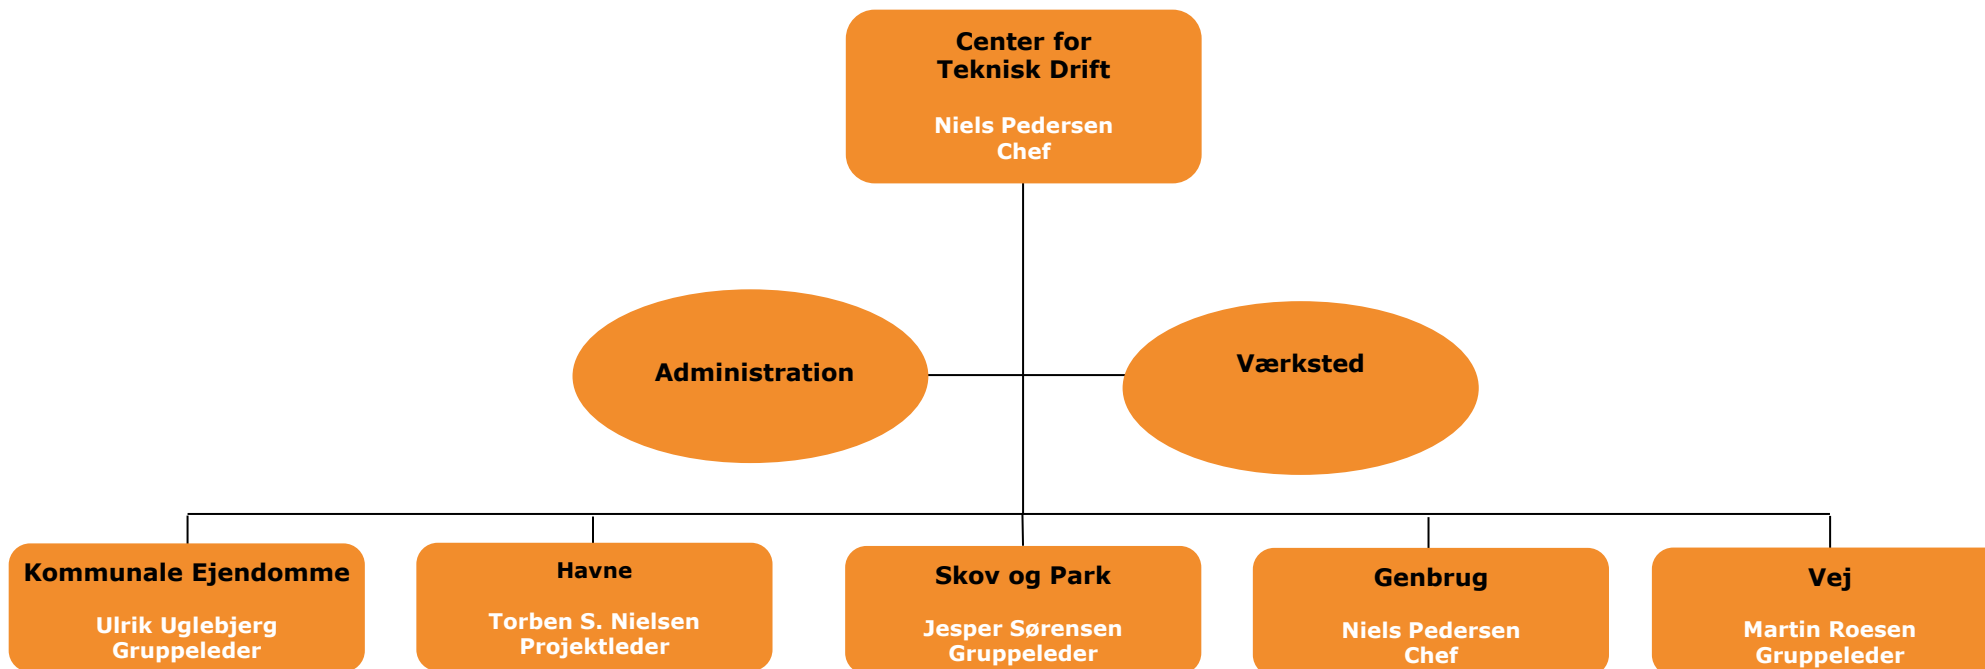 Center for
Teknisk Drift
Niels Pedersen
Chef
Administration
Værksted
Kommunale Ejendomme
Ulrik Uglebjerg
Gruppeleder
Havne
Torben S. Nielsen
Projektleder
Skov og Park
Jesper Sørensen
Gruppeleder
Genbrug
Niels Pedersen
Chef
Vej
Martin Roesen
Gruppeleder